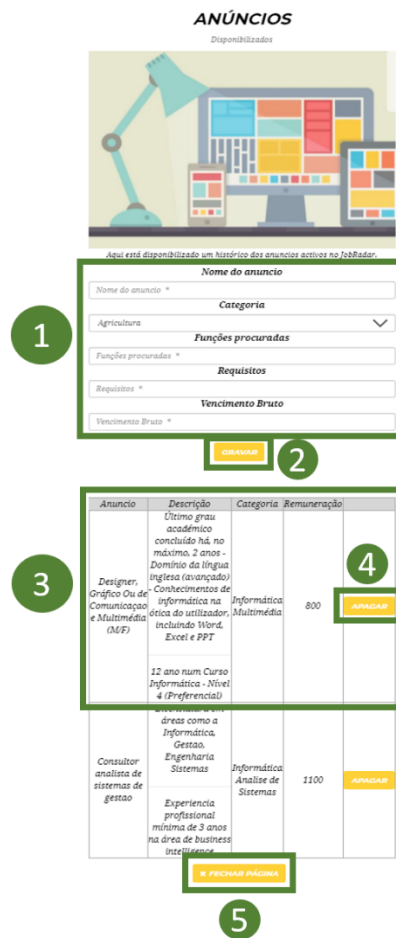 ANÚNCIOS
Disponibilizados
Aqui está disponibilizado um histórico dos anuncios activos no JobRadar.
Nome do anuncio
Nome do anuncio *
Categoria
1
Agricultura
Funções procuradas
Funções procuradas *
Requisitos
Requisitos *
Vencimento Bruto
Vencimento Bruto *
GRAVAR
2
Anuncio Descrição Categoria Remuneração
3
Designer,
Gráfico Ou de
Comunicaçao
e Multimédia
(M/F)
Último grau
académico
concluído há, no
máximo, 2 anos -
Domínio da língua
inglesa (avançado)
- Conhecimentos de
informática na
ótica do utilizador,
incluindo Word,
Excel e PPT
12 ano num Curso
Informática - Nível
4 (Preferencial)
Informática
Multimédia
800
4
APAGAR
Consultor
analista de
sistemas de
gestao
áreas como a
Informática,
Gestao,
Engenharia
Sistemas
Experiencia
profissional
mínima de 3 anos
na área de business
intelligence
Informática
Analise de
Sistemas
1100
APAGAR
× FECHAR PÁGINA
5